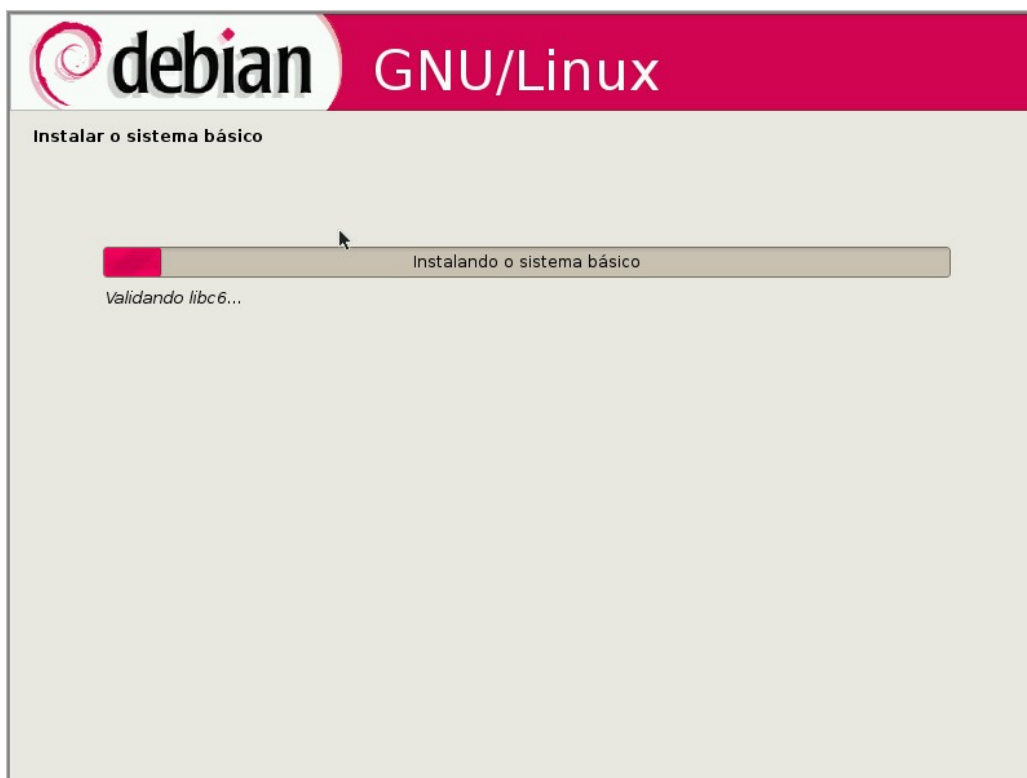 debian GNU/Linux
Instalar o sistema básico
Instalando o sistema básico
Validando libc6...